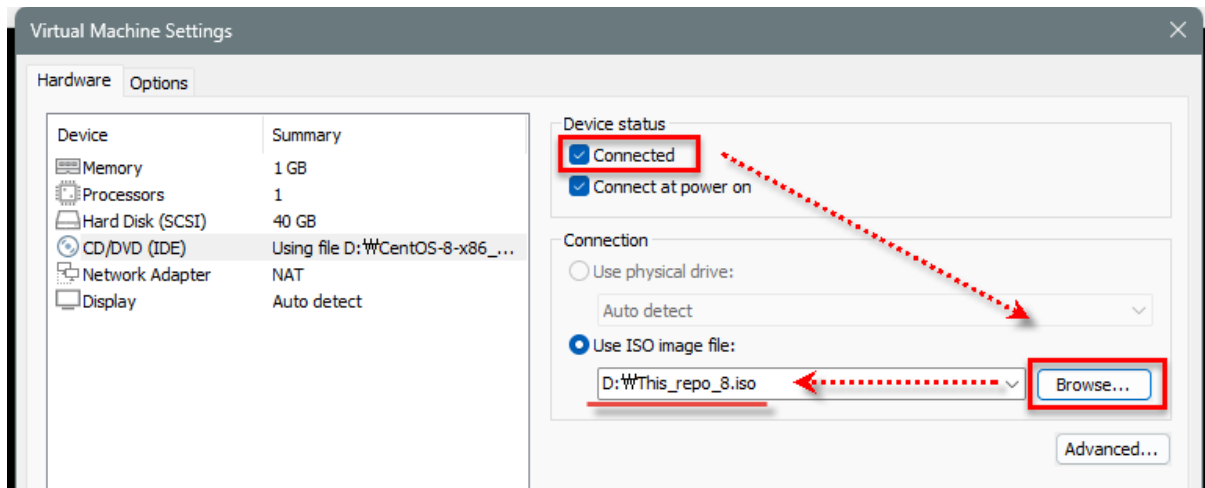 Virtual Machine Settings
Hardware Options
Device Summary
Memory 1 GB
Processors 1
Hard Disk (SCSI) 40 GB
CD/DVD (IDE) Using file D:₩CentOS-8-x86_...
Network Adapter NAT
Display Auto detect
Device status
Connected
Connect at power on
Connection
Use physical drive:
Auto detect
Use ISO image file:
D:₩This_repo_8.iso Browse...
Advanced...